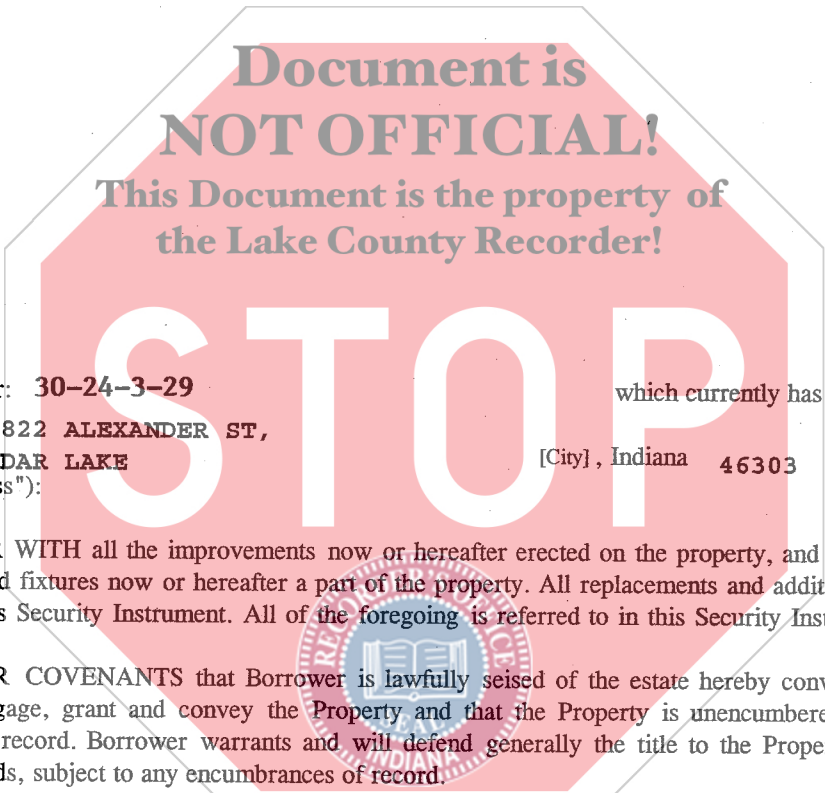 Document is
NOT OFFICIAL!
This Document is the property of
the Lake County Recorder!
STOP
r: 30-24-3-29 which currently has
822 ALEXANDER ST,
DAR LAKE [City] , Indiana 46303
ss"):
R WITH all the improvements now or hereafter erected on the property, and
d fixtures now or hereafter a part of the property. All replacements and addit
s Security Instrument. All of the foregoing is referred to in this Security Inst
R COVENANTS that Borrower is lawfully seised of the estate hereby conv
gage, grant and convey the Property and that the Property is unencumbere
record. Borrower warrants and will defend generally the title to the Prope
ds, subject to any encumbrances of record.
RECORDER'S OFFICE
SEAL
INDIANA